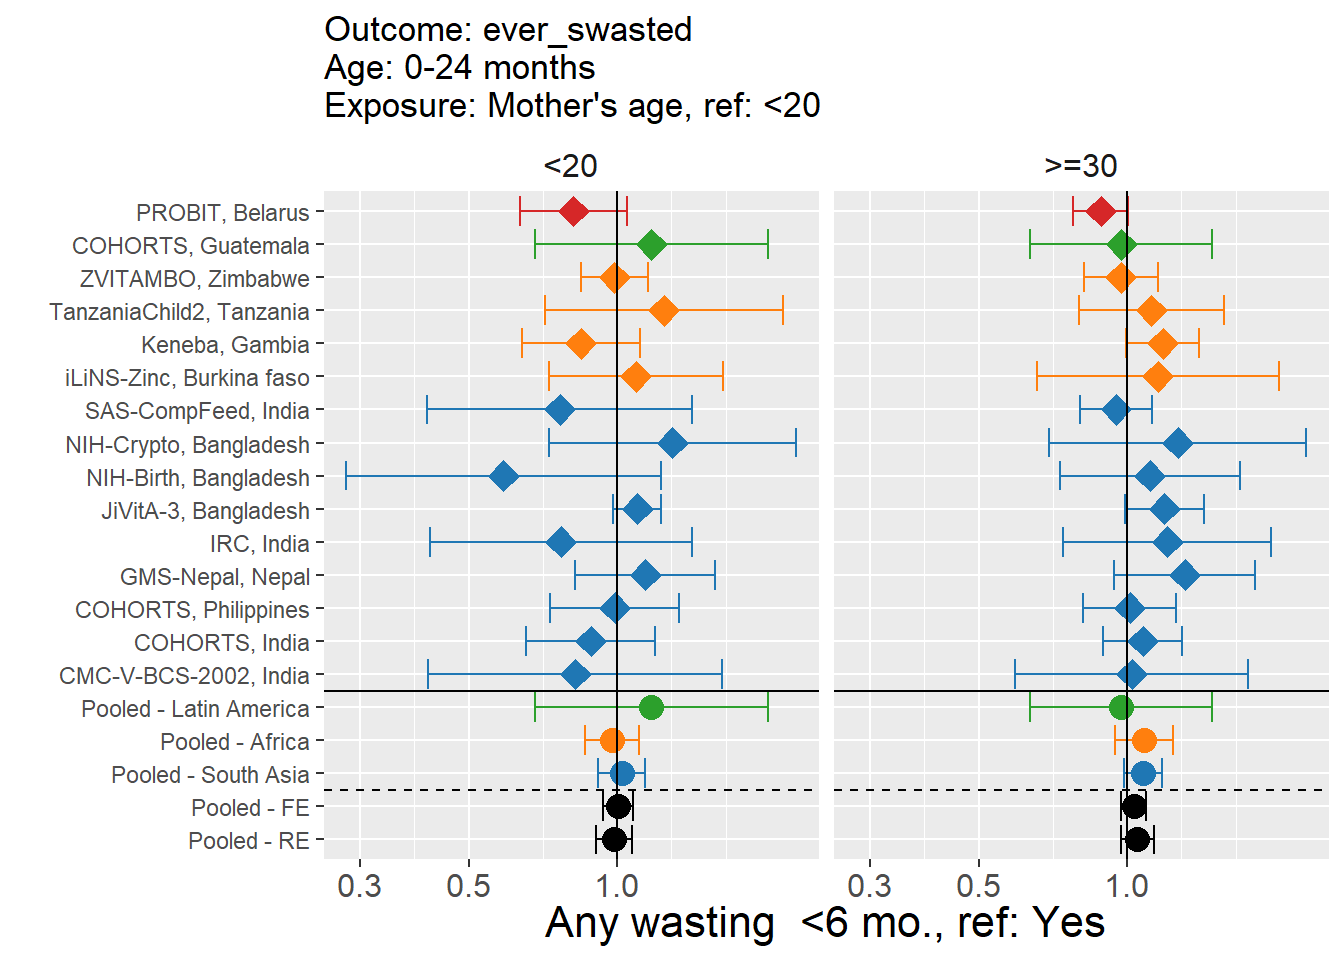 Outcome: ever_swasted
Age: 0-24 months
Exposure: Mother's age, ref: <20
<20
>=30
PROBIT, Belarus
COHORTS, Guatemala
ZVITAMBO, Zimbabwe
TanzaniaChild2, Tanzania
Keneba, Gambia
iLiNS-Zinc, Burkina faso
SAS-CompFeed, India
NIH-Crypto, Bangladesh
NIH-Birth, Bangladesh
JiVitA-3, Bangladesh
IRC, India
GMS-Nepal, Nepal
COHORTS, Philippines
COHORTS, India
CMC-V-BCS-2002, India
Pooled - Latin America
Pooled - Africa
Pooled - South Asia
Pooled - FE
Pooled - RE
0.3 0.5 1.0 0.3 0.5 1.0
Any wasting  <6 mo., ref: Yes